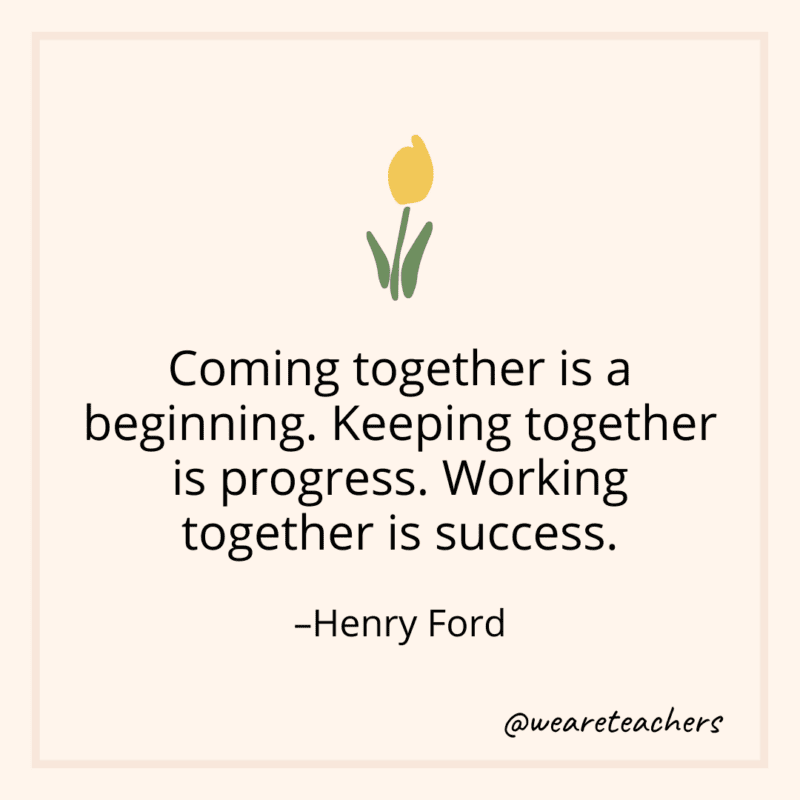 Coming together is a
beginning. Keeping together
is progress. Working
together is success.
–Henry Ford
@weareteachers